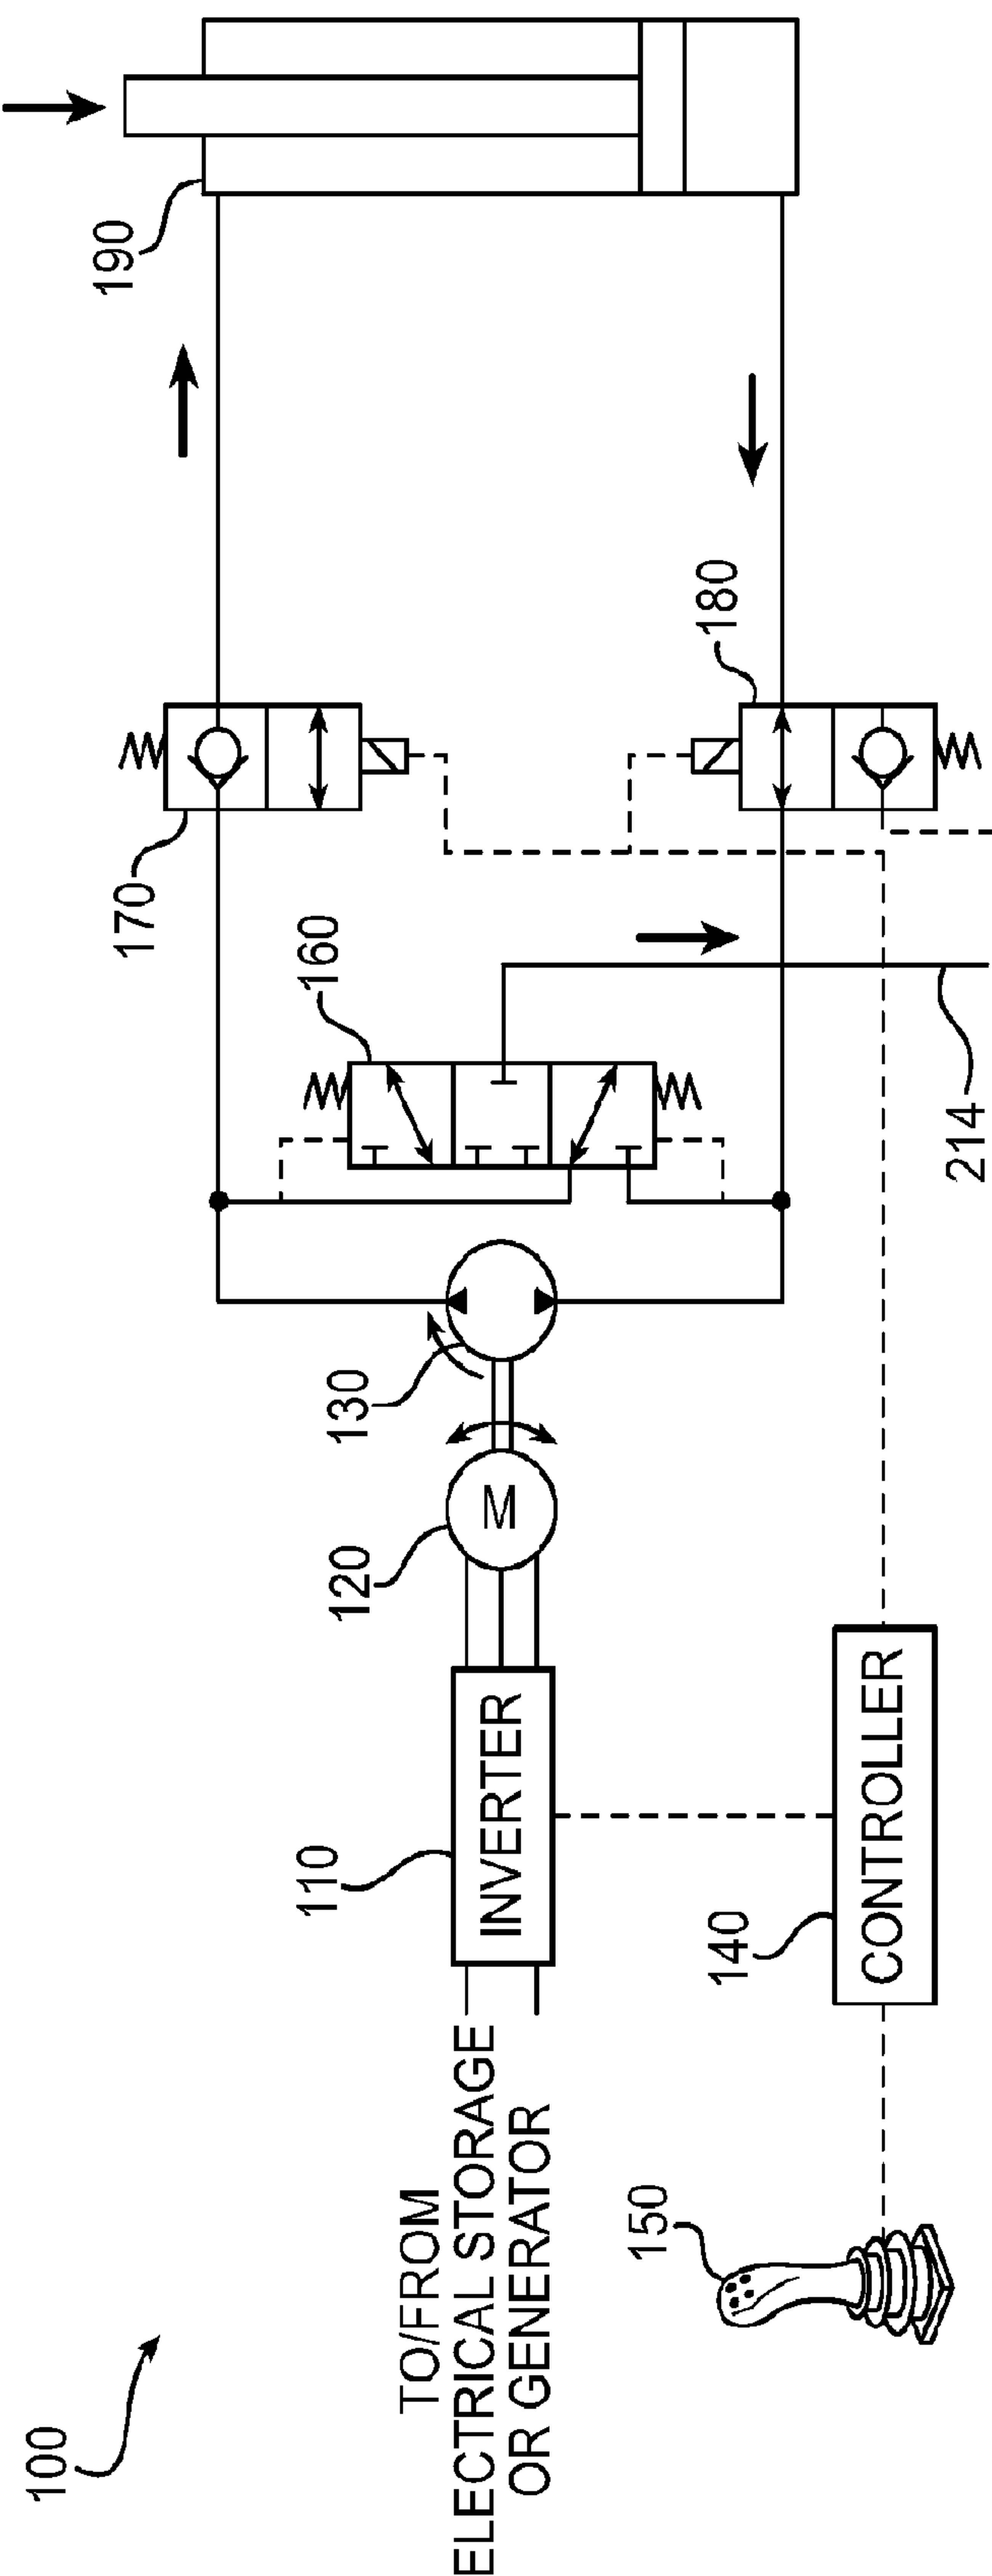 100
TO/FROM
ELECTRICAL STORAGE
OR GENERATOR
150
110
INVERTER
140
CONTROLLER
120
M
130
160
214
170
180
190